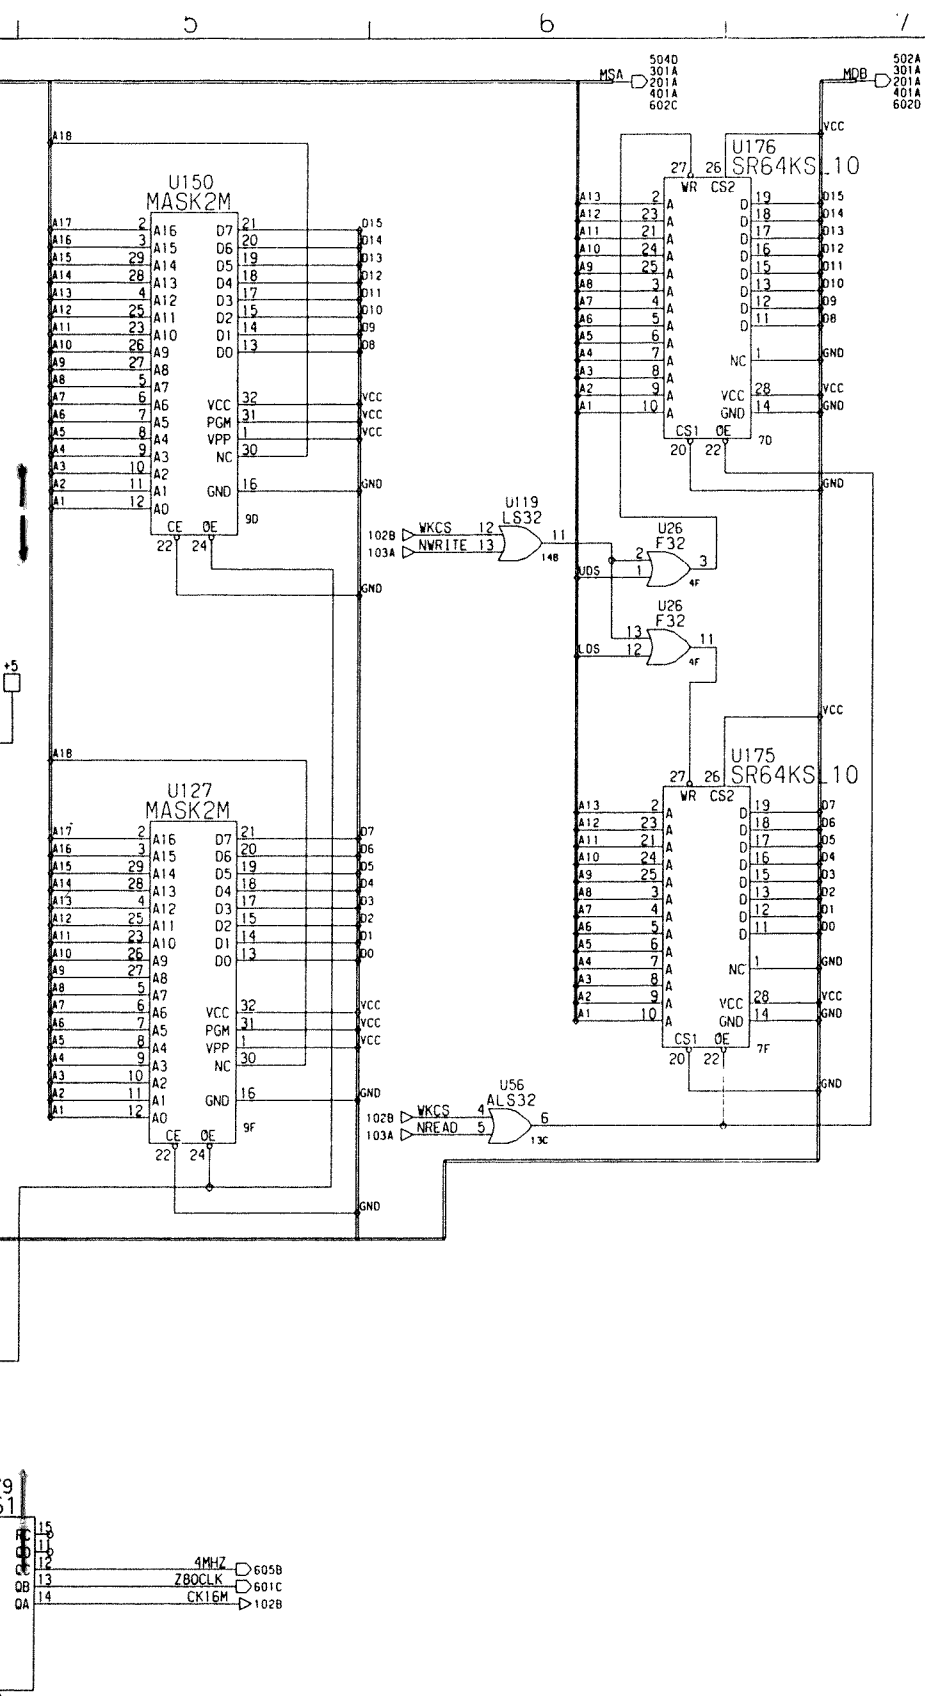 5
6
7
MSA
504D
301A
201A
401A
602C
MDB
502A
301A
201A
401A
602D
A18
U150
MASK2M
A17 2 A16 D7 21 D15
A16 3 A15 D6 20 D14
A15 29 A14 D5 19 D13
A14 28 A13 D4 18 D12
A13 4 A12 D3 17 D11
A12 25 A11 D2 15 D10
A11 23 A10 D1 14 D9
A10 26 A9 D0 13 D8
A9 27 A8
A8 5 A7
A7 6 A6 VCC 32 VCC
A6 7 A5 PGM 31 VCC
A5 8 A4 VPP 1 VCC
A4 9 A3 NC 30
A3 10 A2
A2 11 A1 GND 16 GND
A1 12 A0
CE OE 9D
22 24
GND
VCC
U176
SR64KS_10
27 26
WR CS2
A13 2 A D 19 D15
A12 23 A D 18 D14
A11 21 A D 17 D13
A10 24 A D 16 D12
A9 25 A D 15 D11
A8 3 A D 13 D10
A7 4 A D 12 D9
A6 5 A D 11 D8
A5 6 A
A4 7 A NC 1 GND
A3 8 A
A2 9 A VCC 28 VCC
A1 10 A GND 14 GND
CS1 OE 7D
20 22
GND
U119
LS32
102B WKCS 12 11
103A NWRITE 13
14B
U26
F32
2 3
UDS 1
4F
U26
F32
13 11
LDS 12
4F
+5
VCC
A18
U127
MASK2M
A17 2 A16 D7 21 D7
A16 3 A15 D6 20 D6
A15 29 A14 D5 19 D5
A14 28 A13 D4 18 D4
A13 4 A12 D3 17 D3
A12 25 A11 D2 15 D2
A11 23 A10 D1 14 D1
A10 26 A9 D0 13 D0
A9 27 A8
A8 5 A7
A7 6 A6 VCC 32 VCC
A6 7 A5 PGM 31 VCC
A5 8 A4 VPP 1 VCC
A4 9 A3 NC 30
A3 10 A2
A2 11 A1 GND 16 GND
A1 12 A0
CE OE 9F
22 24
GND
U175
SR64KS_10
27 26
WR CS2
A13 2 A D 19 D7
A12 23 A D 18 D6
A11 21 A D 17 D5
A10 24 A D 16 D4
A9 25 A D 15 D3
A8 3 A D 13 D2
A7 4 A D 12 D1
A6 5 A D 11 D0
A5 6 A
A4 7 A NC 1 GND
A3 8 A
A2 9 A VCC 28 VCC
A1 10 A GND 14 GND
CS1 OE 7F
20 22
GND
U56
ALS32
102B WKCS 4 6
103A NREAD 5
13C
15
11
12 4MHZ 605B
QB 13 Z80CLK 601C
QA 14 CK16M 102B